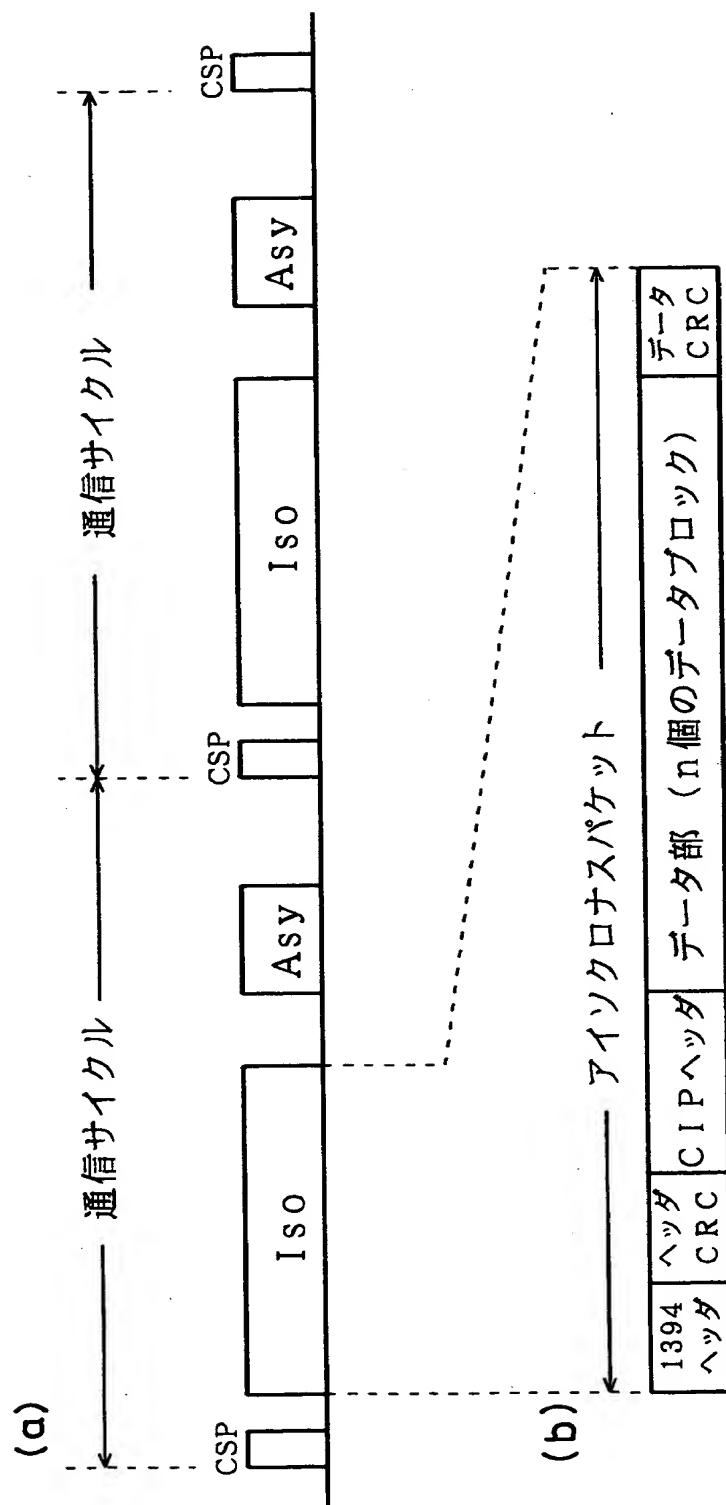 (a)
通信サイクル
通信サイクル
CSP
Iso
Asy
CSP
Iso
Asy
CSP
(b)
アイソクロナスパケット
1394
ヘッダ
ヘッダ
CRC
CIPヘッダ
データ部 (n個のデータブロック)
データ
CRC